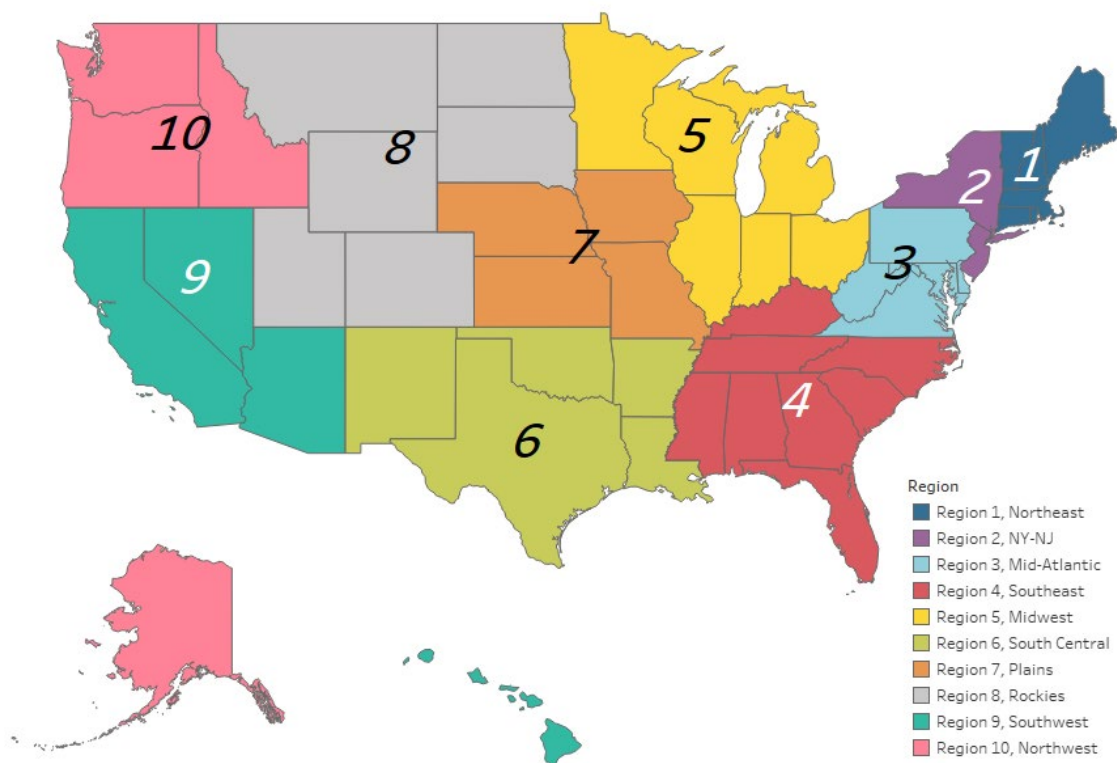 10
8
5
1
2
7
3
9
4
6
Region
Region 1, Northeast
Region 2, NY-NJ
Region 3, Mid-Atlantic
Region 4, Southeast
Region 5, Midwest
Region 6, South Central
Region 7, Plains
Region 8, Rockies
Region 9, Southwest
Region 10, Northwest